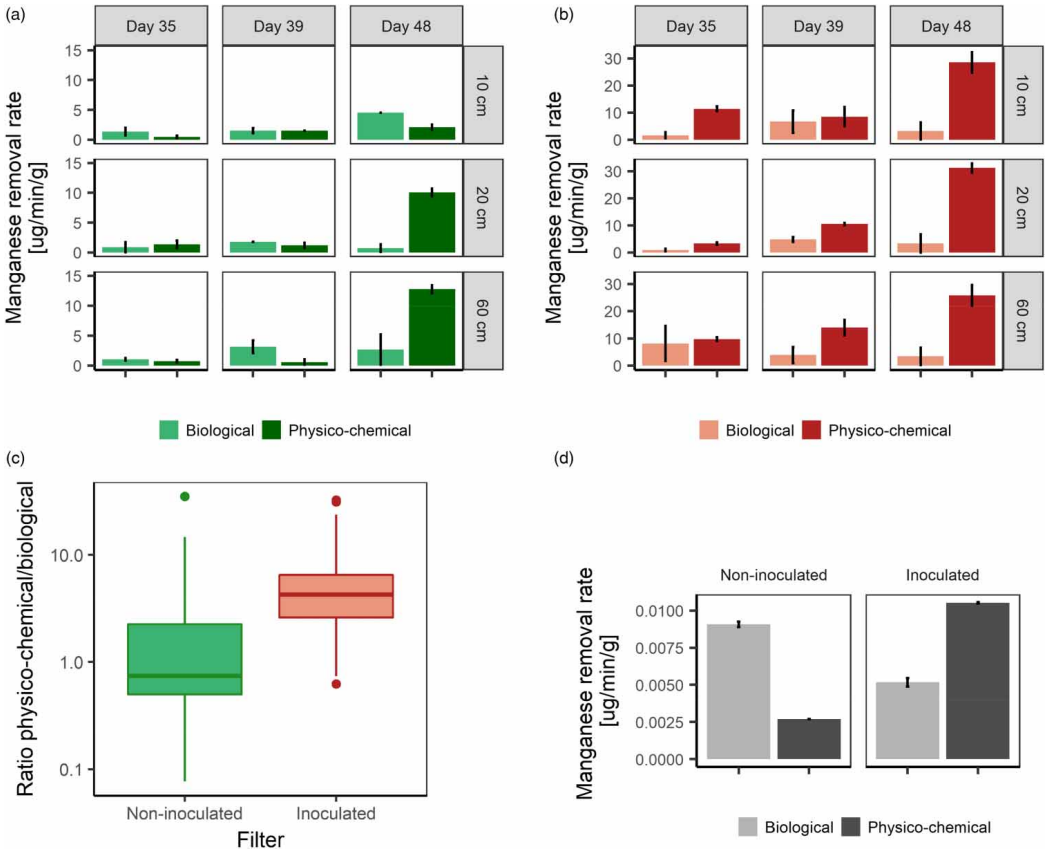 (a)
Day 35 Day 39 Day 48
Manganese removal rate
[ug/min/g]
15
10
5
0
10 cm
15
10
5
0
20 cm
15
10
5
0
60 cm
Biological Physico-chemical
(b)
Day 35 Day 39 Day 48
Manganese removal rate
[ug/min/g]
30
20
10
0
10 cm
30
20
10
0
20 cm
30
20
10
0
60 cm
Biological Physico-chemical
(c)
Ratio physico-chemical/biological
10.0
1.0
0.1
Non-inoculated Inoculated
Filter
(d)
Non-inoculated Inoculated
Manganese removal rate
[ug/min/g]
0.0100
0.0075
0.0050
0.0025
0.0000
Biological Physico-chemical